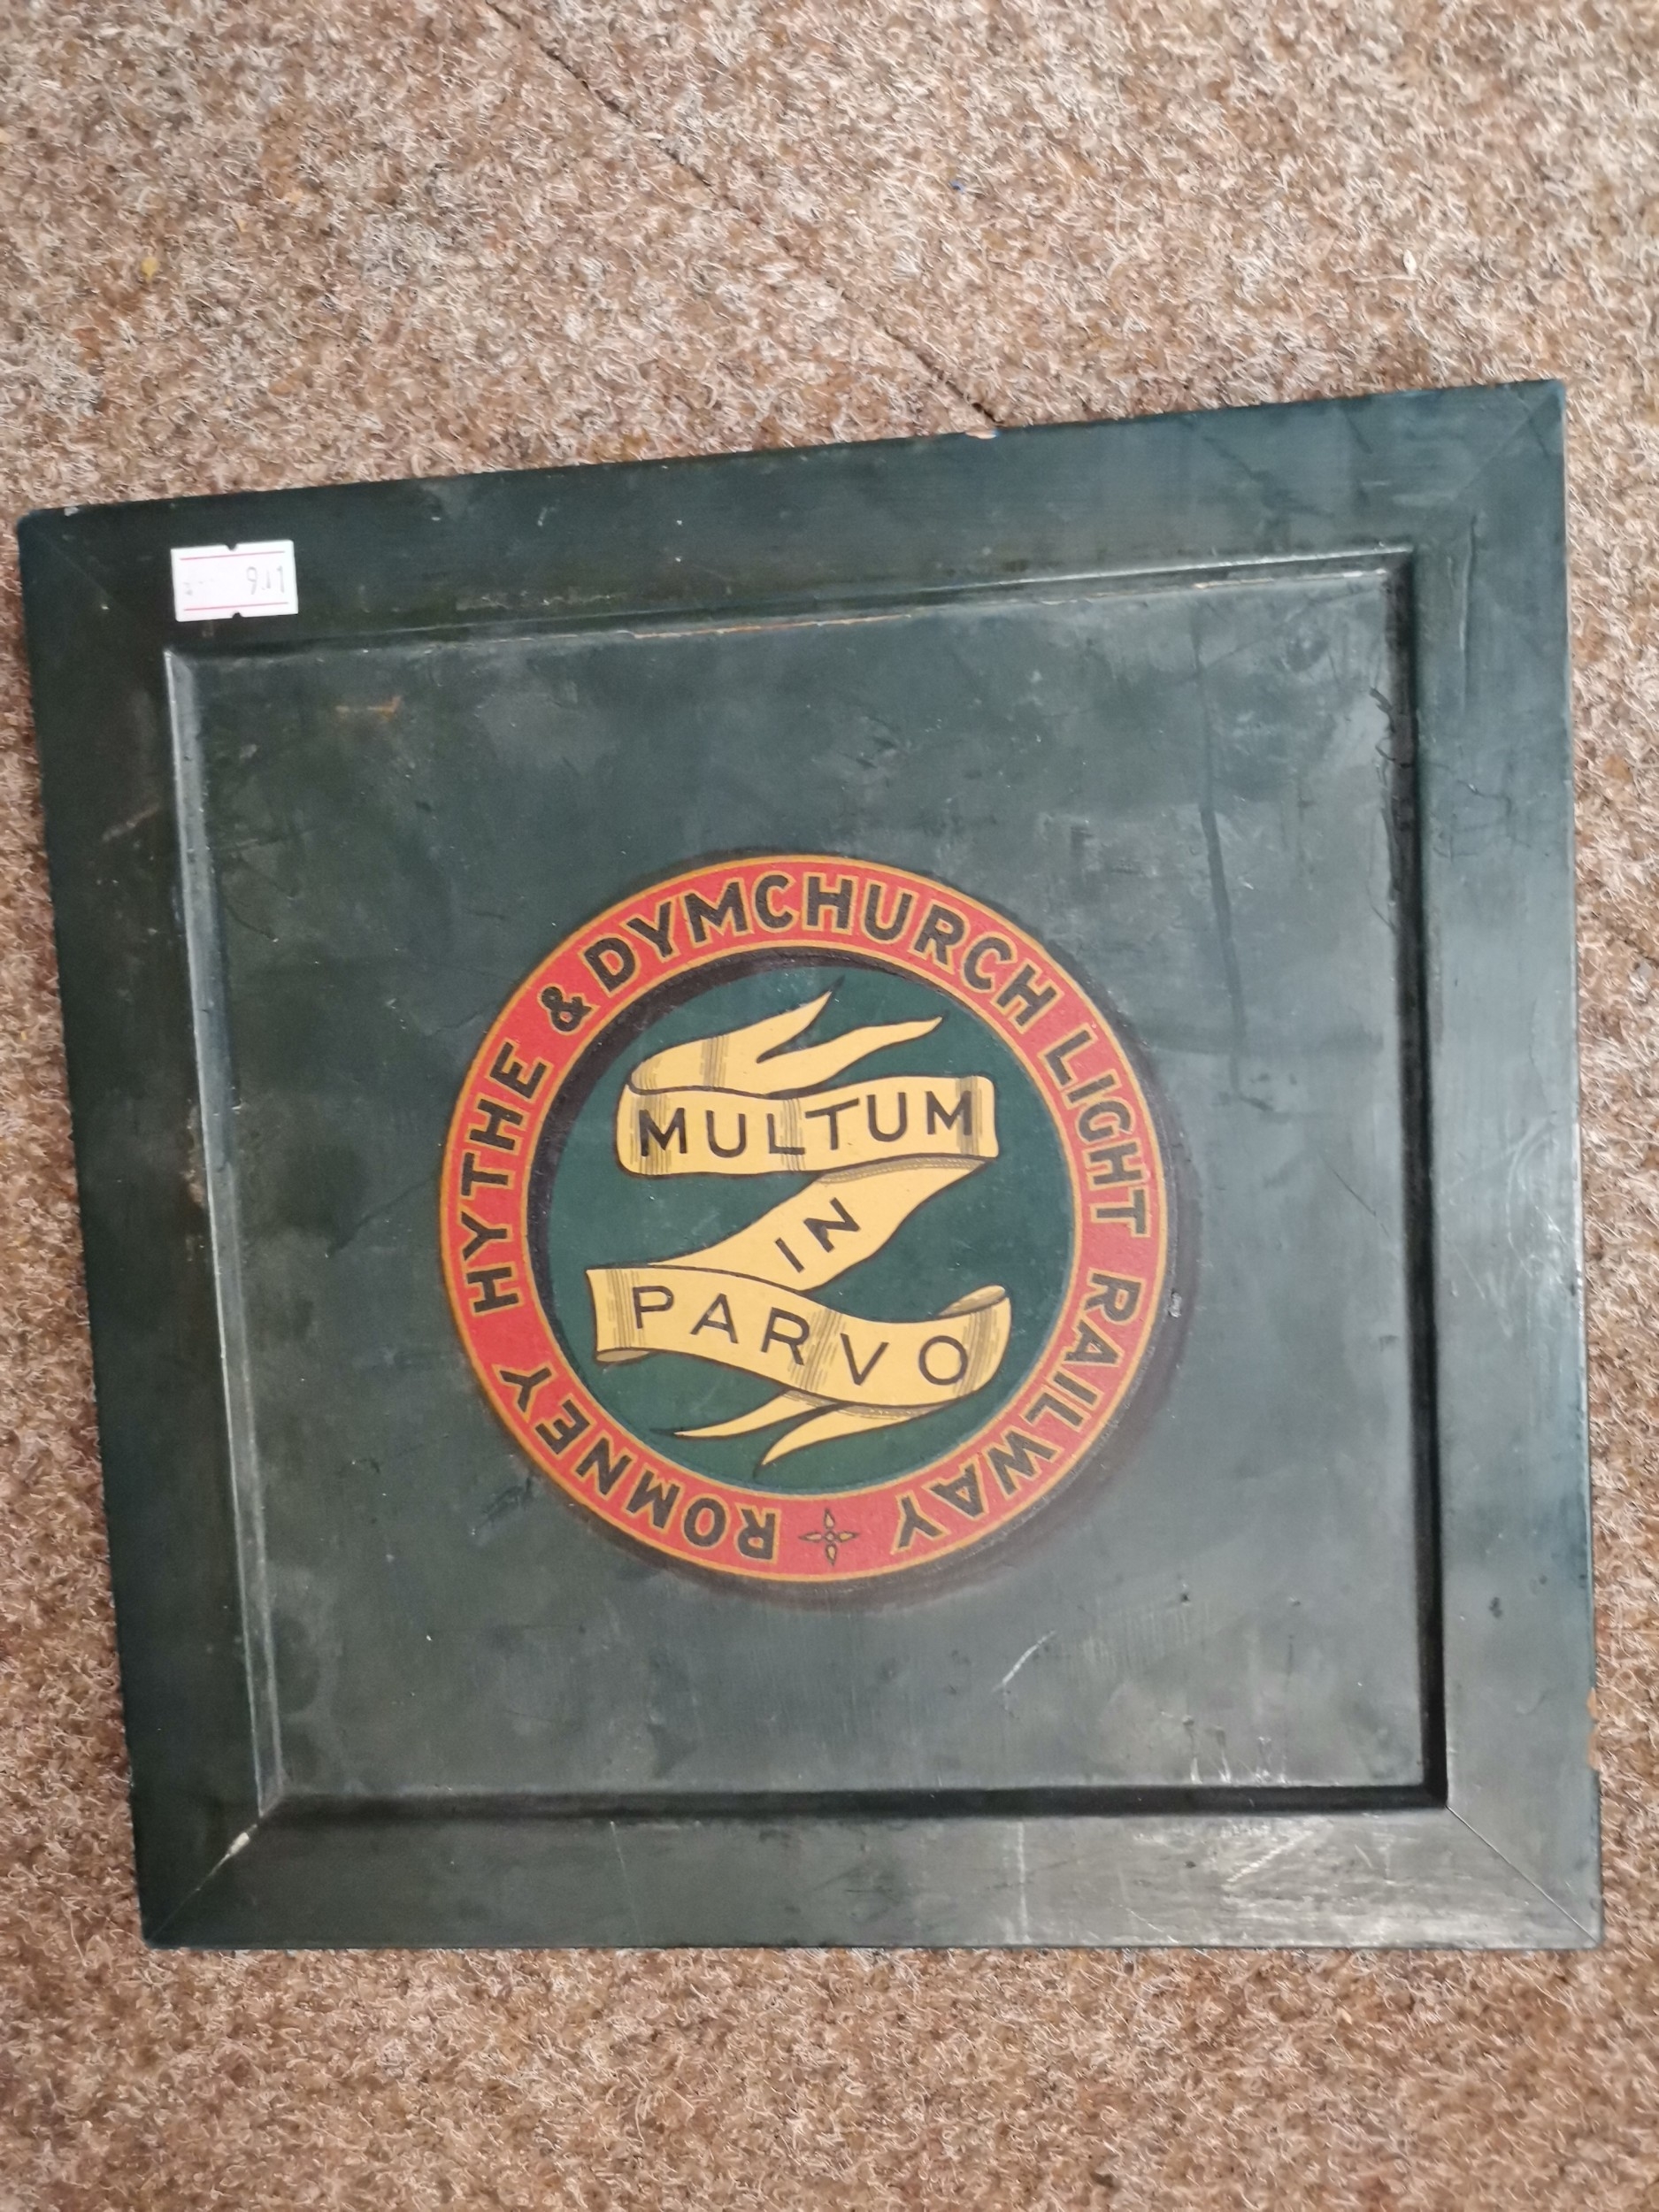 ROMNEY HYTHE & DYMCHURCH LIGHT RAILWAY
MULTUM
IN
PARVO